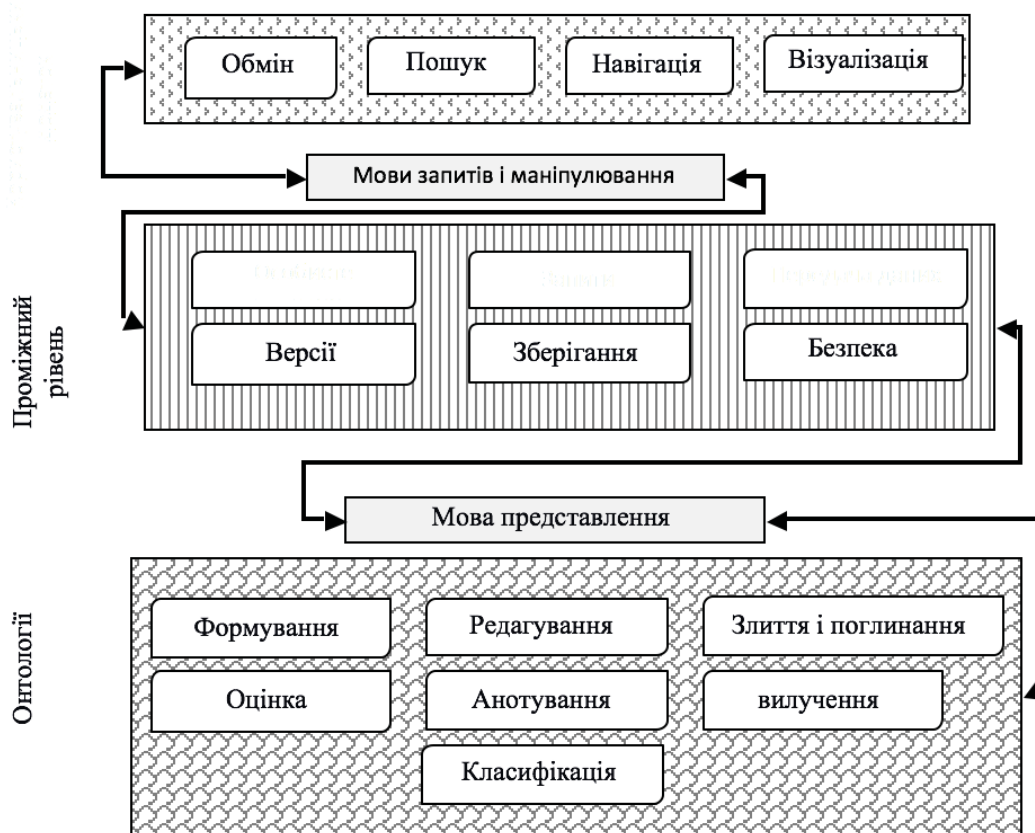 Обмін
Пошук
Навігація
Візуалізація
Мови запитів і маніпулювання
Проміжний
рівень
Версії
Зберігання
Безпека
Мова представлення
Онтології
Формування
Редагування
Злиття і поглинання
Оцінка
Анотування
вилучення
Класифікація